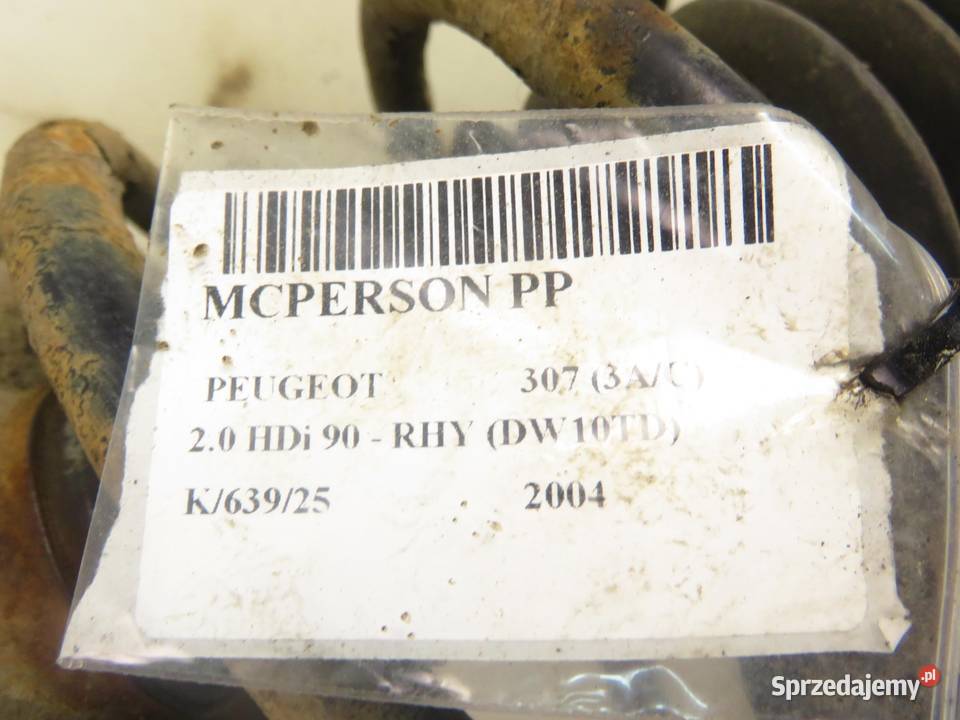 MCPERSON PP
PEUGEOT 307 (3A/C)
2.0 HDi 90 - RHY (DW10TD)
K/639/25 2004
Sprzedajemy.pl